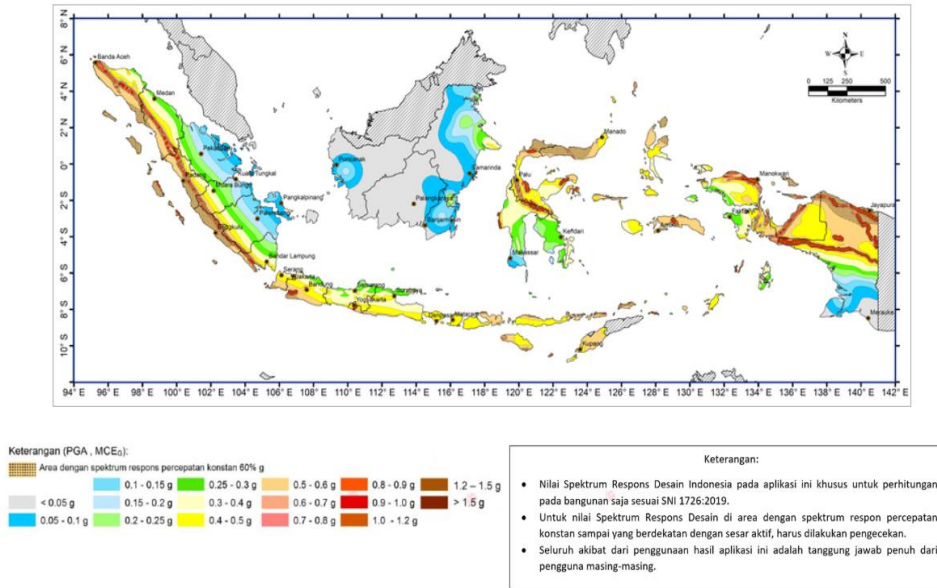 8° N
6° N
4° N
2° N
0°
2° S
4° S
6° S
8° S
10° S
94° E 96° E 98° E 100° E 102° E 104° E 106° E 108° E 110° E 112° E 114° E 116° E 118° E 120° E 122° E 124° E 126° E 128° E 130° E 132° E 134° E 136° E 138° E 140° E 142° E
N
W E
S
0 125 250 500
Kilometers
Banda Aceh
Medan
Padang
Kuala Tungkal
Muara Bungo
Pangkalpinang
Palembang
Bandar Lampung
Serang
Jakarta
Bandung
Semarang
Surabaya
Yogyakarta
Mataram
Kupang
Pontianak
Samarinda
Banjarmasin
Manado
Palu
Kendari
Makassar
Ambon
Manokwari
Jayapura
Merauke
Keterangan (PGA , MCEG):
Area dengan spektrum respons percepatan konstan 60% g
<0.05 g
0.05 - 0.1 g
0.1 - 0.15 g
0.15 - 0.2 g
0.2 - 0.25 g
0.25 - 0.3 g
0.3 - 0.4 g
0.4 - 0.5 g
0.5 - 0.6 g
0.6 - 0.7 g
0.7 - 0.8 g
0.8 - 0.9 g
0.9 - 1.0 g
1.0 - 1.2 g
1.2 – 1.5 g
> 1.5 g
Keterangan:
• Nilai Spektrum Respons Desain Indonesia pada aplikasi ini khusus untuk perhitungan
pada bangunan saja sesuai SNI 1726:2019.
• Untuk nilai Spektrum Respons Desain di area dengan spektrum respon percepatan
konstan sampai yang berdekatan dengan sesar aktif, harus dilakukan pengecekan.
• Seluruh akibat dari penggunaan hasil aplikasi ini adalah tanggung jawab penuh dari
pengguna masing-masing.